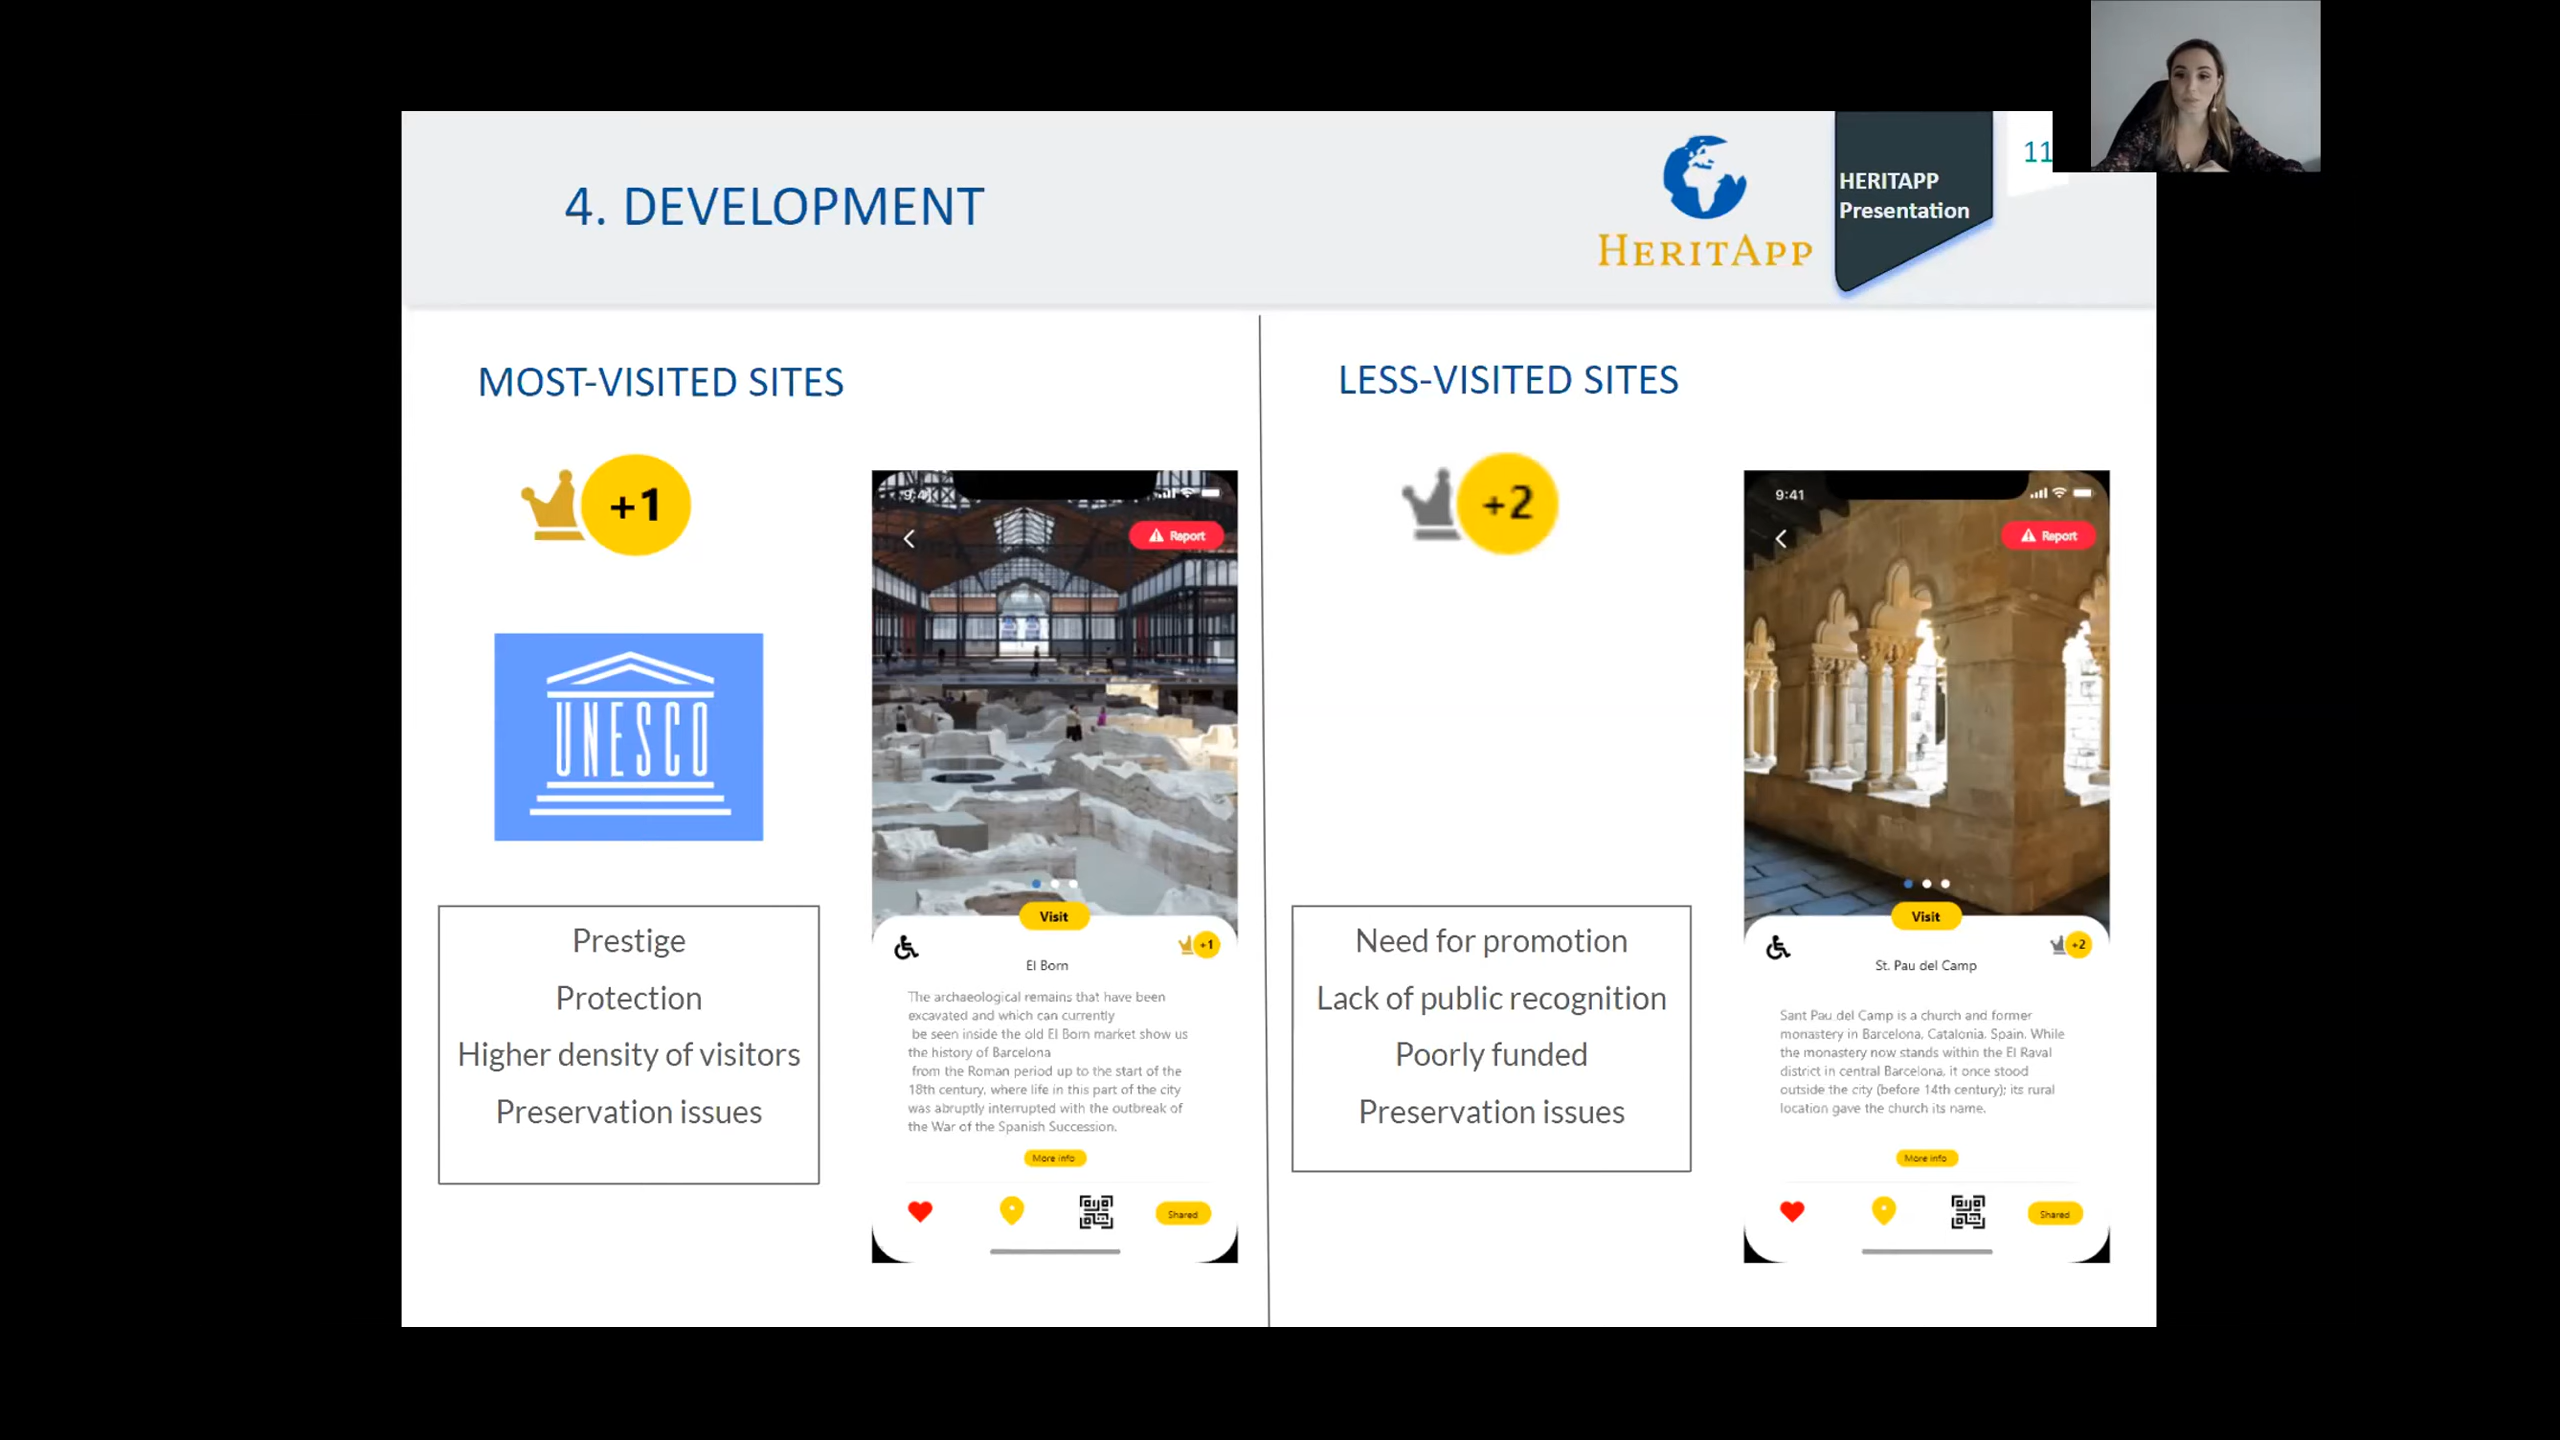 4. DEVELOPMENT
HERITAPP
HERITAPP
Presentation
11
MOST-VISITED SITES
+1
UNESCO
Prestige
Protection
Higher density of visitors
Preservation issues
9:41
Report
Visit
+1
El Born
The archaeological remains that have been
excavated and which can currently
be seen inside the old El Born market show us
the history of Barcelona
from the Roman period up to the start of the
18th century, where life in this part of the city
was abruptly interrupted with the outbreak of
the War of the Spanish Succession.
More info
Shared
LESS-VISITED SITES
+2
Need for promotion
Lack of public recognition
Poorly funded
Preservation issues
9:41
Report
Visit
+2
St. Pau del Camp
Sant Pau del Camp is a church and former
monastery in Barcelona, Catalonia, Spain. While
the monastery now stands within the El Raval
district in central Barcelona, it once stood
outside the city (before 14th century); its rural
location gave the church its name.
More info
Shared